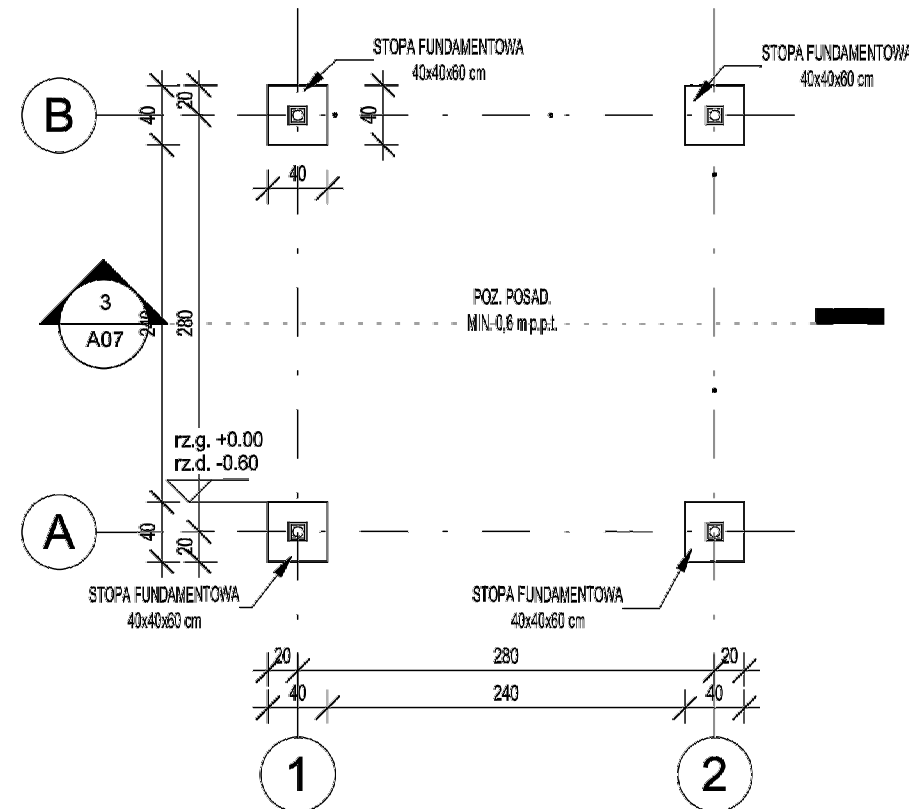 STOPA FUNDAMENTOWA
40x40x60 cm
STOPA FUNDAMENTOWA
40x40x60 cm
B
40
20
40
40
3
A07
240
280
POZ. POSAD.
MIN. 0,6 m p.p.t.
rz.g. +0.00
rz.d. -0.60
A
40
20
STOPA FUNDAMENTOWA
40x40x60 cm
STOPA FUNDAMENTOWA
40x40x60 cm
20
280
20
40
240
40
1
2